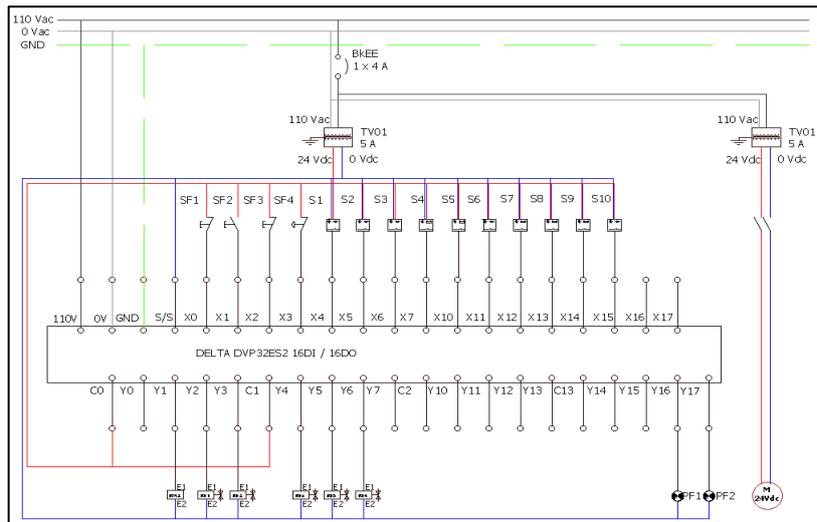 110 Vac
0 Vac
GND
BkEE
1 x 4 A
110 Vac
TV01
5 A
24 Vdc
0 Vdc
110 Vac
TV01
5 A
24 Vdc
0 Vdc
SF1 SF2 SF3 SF4 S1 S2 S3 S4 S5 S6 S7 S8 S9 S10
110V 0V GND S/S X0 X1 X2 X3 X4 X5 X6 X7 X10 X11 X12 X13 X14 X15 X16 X17
DELTA DVP32ES2 16DI / 16DO
C0 Y0 Y1 Y2 Y3 C1 Y4 Y5 Y6 Y7 C2 Y10 Y11 Y12 Y13 C13 Y14 Y15 Y16 Y17
E1 E1 E1 E1 E1 E1
E2 E2 E2 E2 E2 E2
PF1 PF2
M
24Vdc